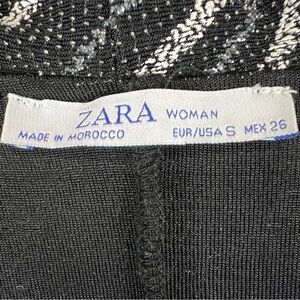 ZARA WOMAN
MADE IN MOROCCO EUR/USA S MEX 26